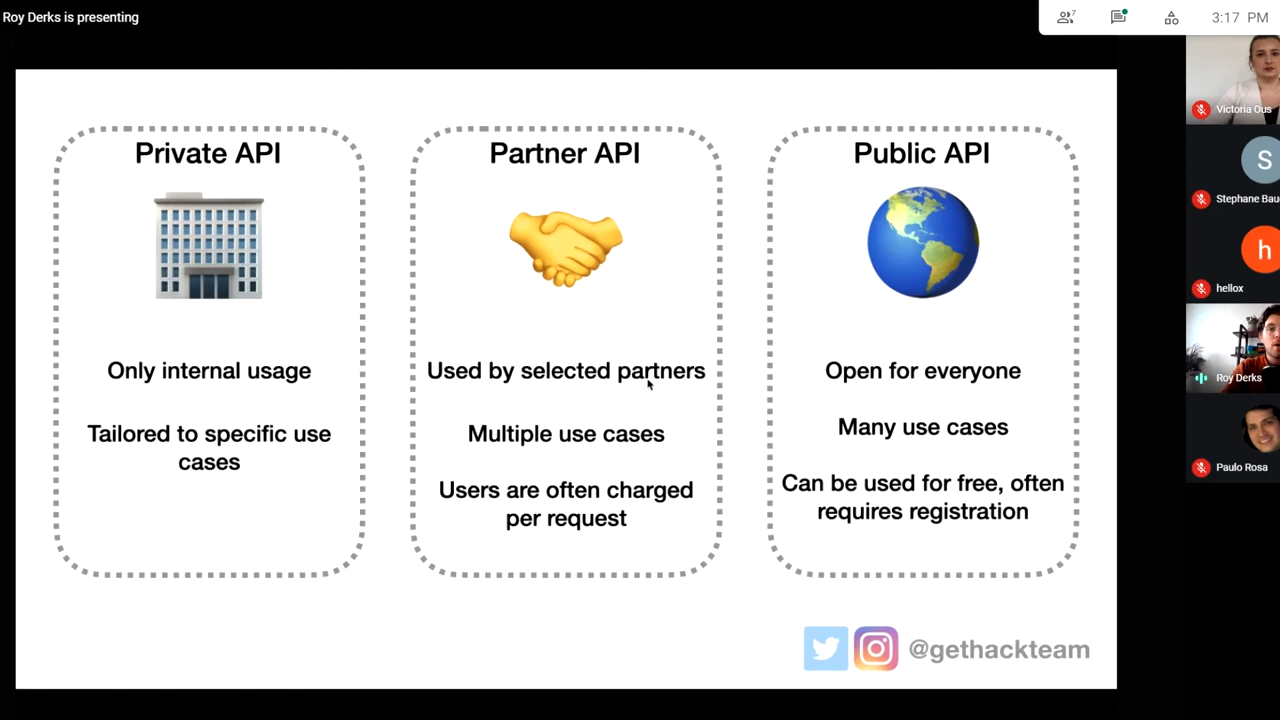 Roy Derks is presenting
7
3:17 PM
Private API
Only internal usage
Tailored to specific use
cases
Partner API
Used by selected partners
Multiple use cases
Users are often charged
per request
Public API
Open for everyone
Many use cases
Can be used for free, often
requires registration
@gethackteam
Victoria Ous
S
Stephane Bau
h
hellox
Roy Derks
Paulo Rosa